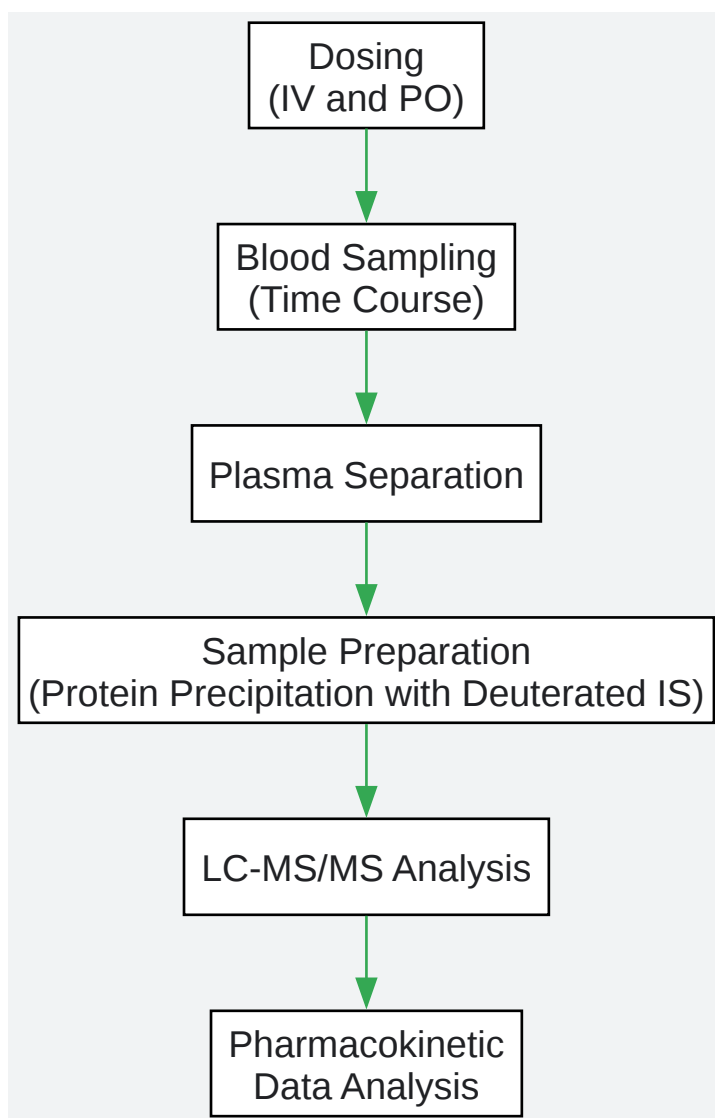 Dosing
(IV and PO)
Blood Sampling
(Time Course)
Plasma Separation
Sample Preparation
(Protein Precipitation with Deuterated IS)
LC-MS/MS Analysis
Pharmacokinetic
Data Analysis